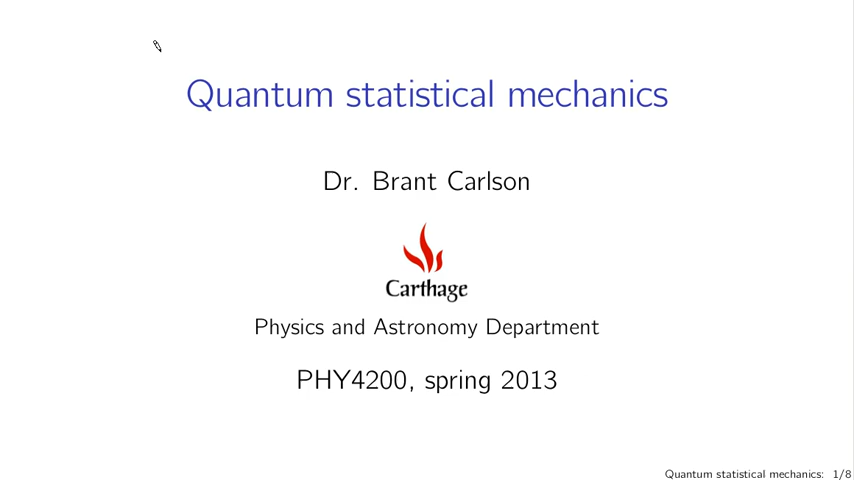 Quantum statistical mechanics
Dr. Brant Carlson
Carthage
Physics and Astronomy Department
PHY4200, spring 2013
Quantum statistical mechanics: 1/8